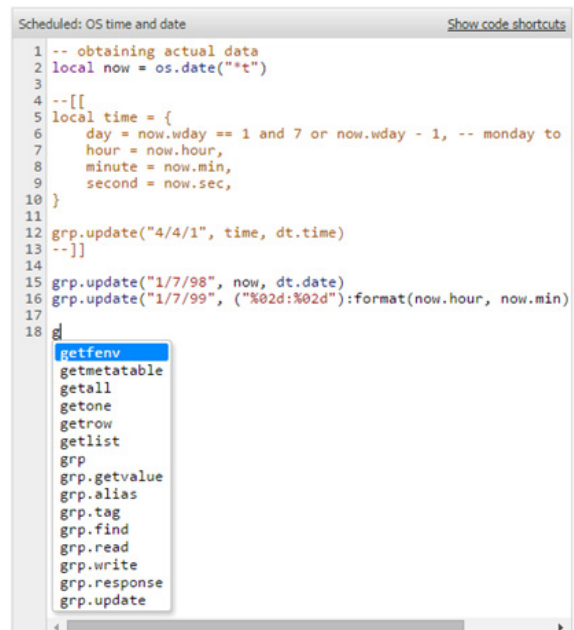 Scheduled: OS time and date Show code shortcuts
1 -- obtaining actual data
2 local now = os.date("*t")
3
4 --[[
5 local time = {
6 day = now.wday == 1 and 7 or now.wday - 1, -- monday to
7 hour = now.hour,
8 minute = now.min,
9 second = now.sec,
10 }
11
12 grp.update("4/4/1", time, dt.time)
13 --]]
14
15 grp.update("1/7/98", now, dt.date)
16 grp.update("1/7/99", ("%02d:%02d"):format(now.hour, now.min)
17
18 g
getfenv
getmetatable
getall
getone
getrow
getlist
grp
grp.getvalue
grp.alias
grp.tag
grp.find
grp.read
grp.write
grp.response
grp.update